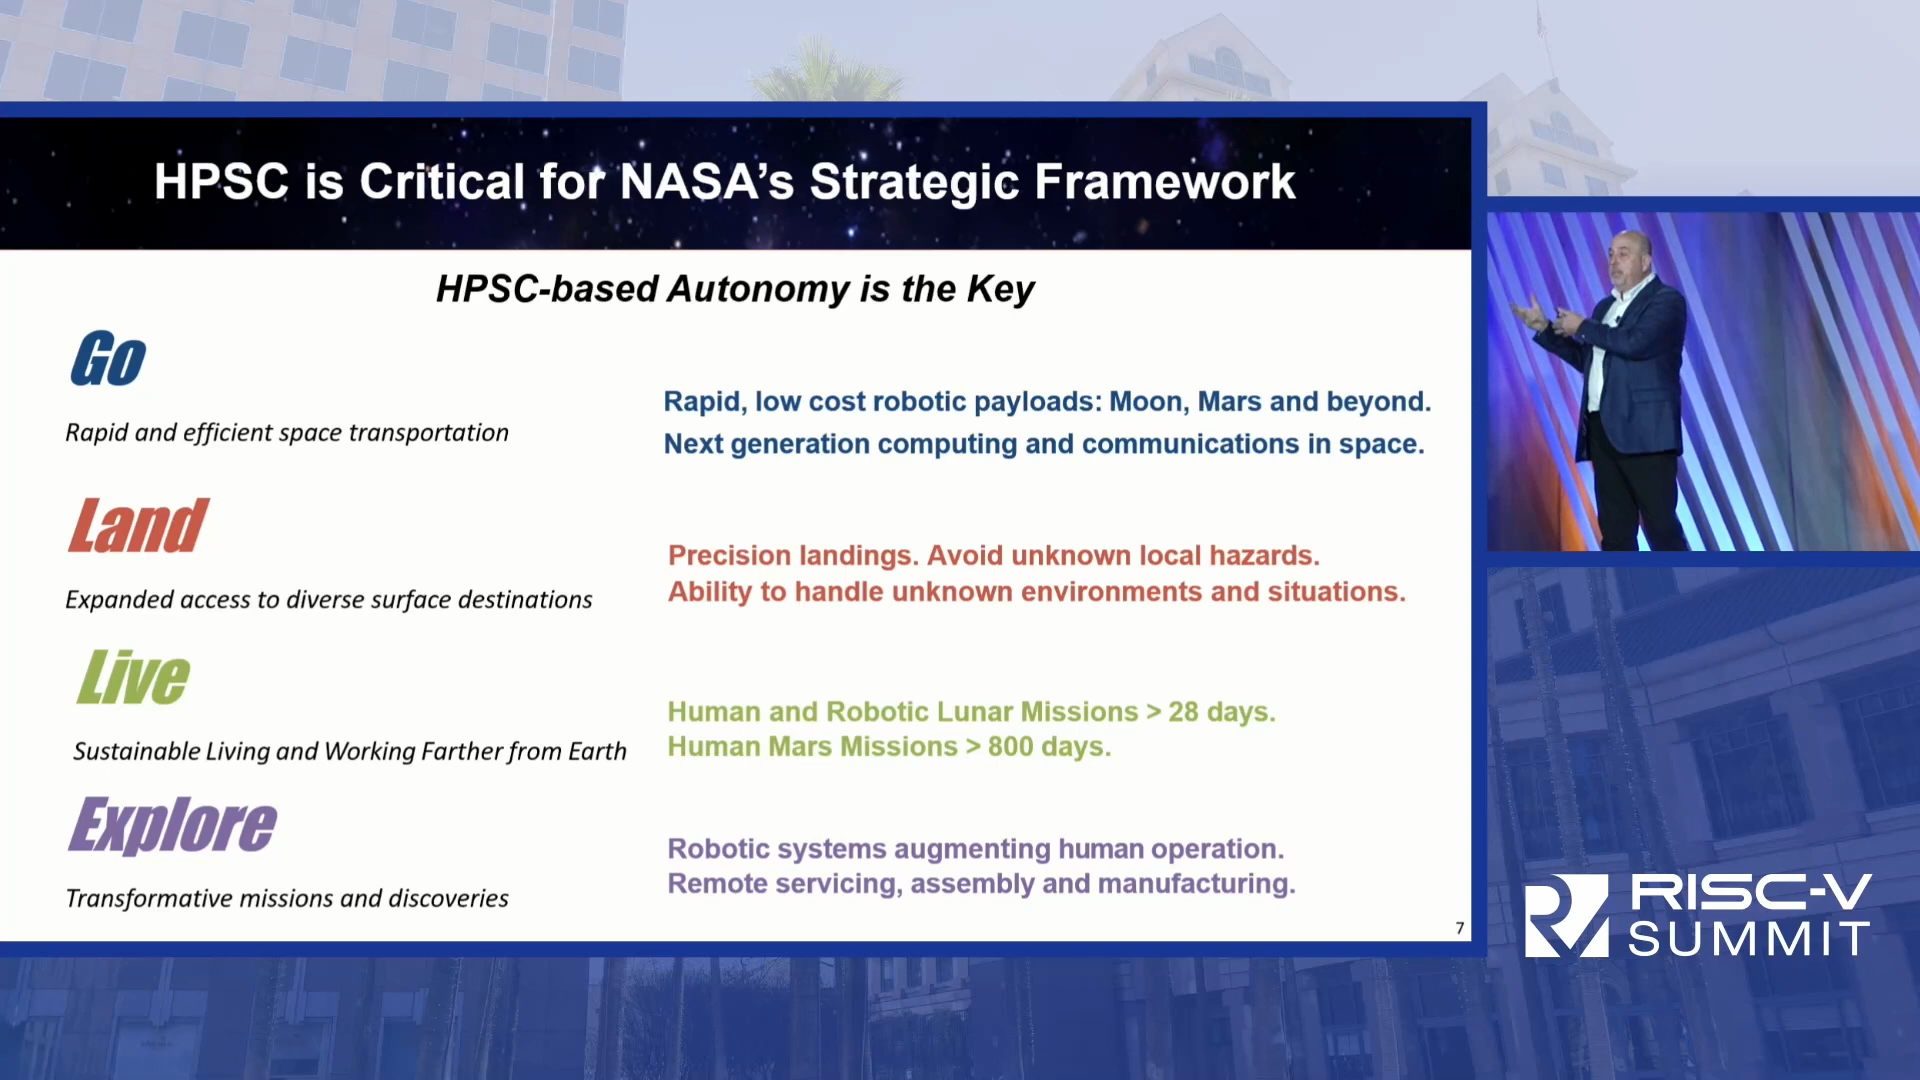 HPSC is Critical for NASA's Strategic Framework
HPSC-based Autonomy is the Key
Go
Rapid and efficient space transportation
Rapid, low cost robotic payloads: Moon, Mars and beyond.
Next generation computing and communications in space.
Land
Expanded access to diverse surface destinations
Precision landings. Avoid unknown local hazards.
Ability to handle unknown environments and situations.
Live
Sustainable Living and Working Farther from Earth
Human and Robotic Lunar Missions > 28 days.
Human Mars Missions > 800 days.
Explore
Transformative missions and discoveries
Robotic systems augmenting human operation.
Remote servicing, assembly and manufacturing.
7
RISC-V
SUMMIT